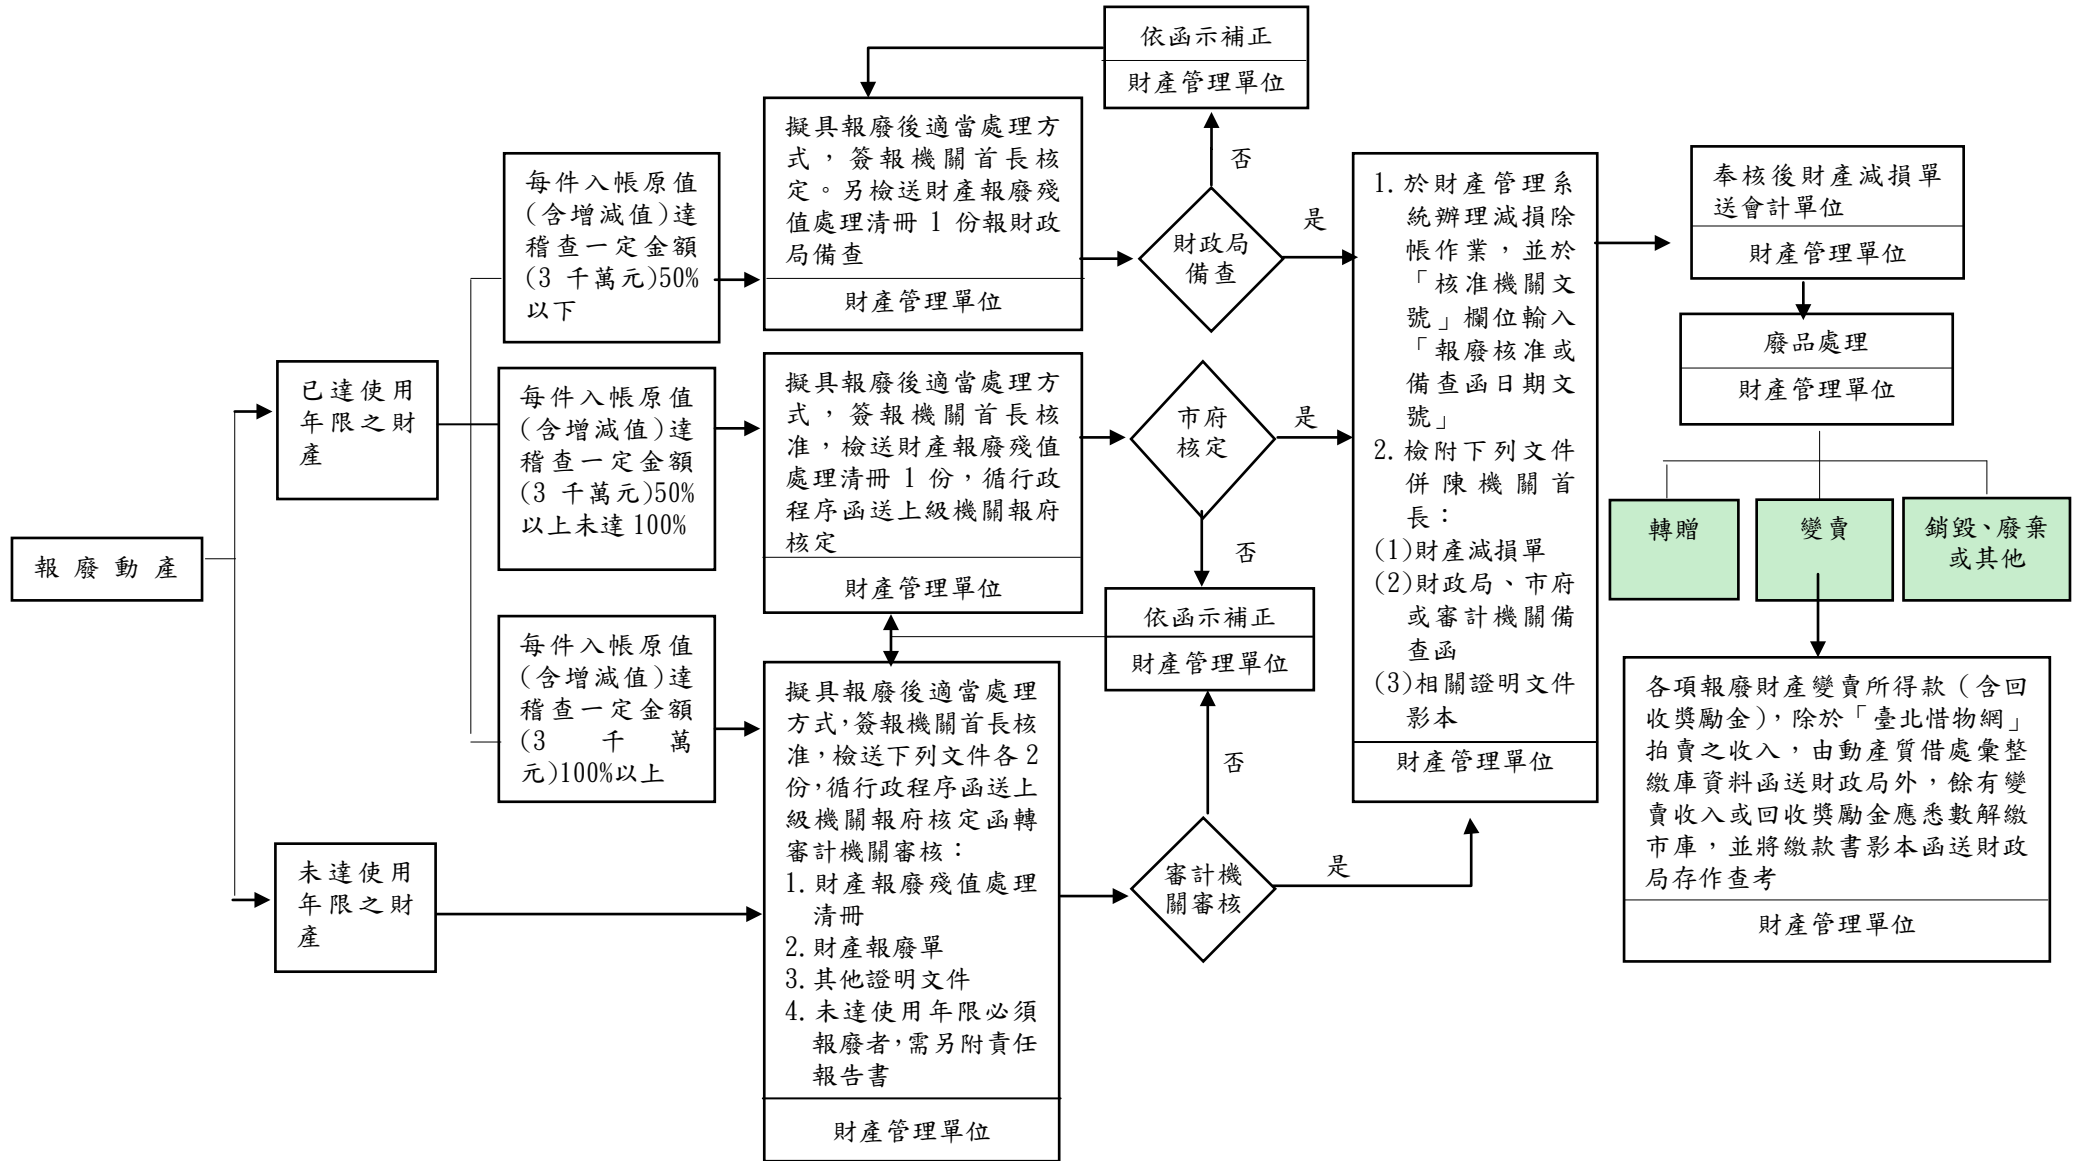 報廢動產
已達使用
年限之財
產
未達使用
年限之財
產
每件入帳原值
(含增減值)達
稽查一定金額
(3 千萬元)50%
以下
每件入帳原值
(含增減值)達
稽查一定金額
(3 千萬元)50%
以上未達100%
每件入帳原值
(含增減值)達
稽查一定金額
(3 千 萬
元)100%以上
擬具報廢後適當處理方
式，簽報機關首長核
定。另檢送財產報廢殘
值處理清冊 1 份報財政
局備查
財產管理單位
擬具報廢後適當處理方
式，簽報機關首長核
准，檢送財產報廢殘值
處理清冊 1 份，循行政
程序函送上級機關報府
核定
財產管理單位
擬具報廢後適當處理
方式，簽報機關首長核
准，檢送下列文件各 2
份，循行政程序函送上
級機關報府核定函轉
審計機關審核：
1. 財產報廢殘值處理
清冊
2. 財產報廢單
3. 其他證明文件
4. 未達使用年限必須
報廢者，需另附責任
報告書
財產管理單位
依函示補正
財產管理單位
否
財政局
備查
是
市府
核定
是
否
依函示補正
財產管理單位
否
審計機
關審核
是
1. 於財產管理系
統辦理減損除
帳作業，並於
「核准機關文
號」欄位輸入
「報廢核准或
備查函日期文
號」
2. 檢附下列文件
併陳機關首
長：
(1)財產減損單
(2)財政局、市府
或審計機關備
查函
(3)相關證明文件
影本
財產管理單位
奉核後財產減損單
送會計單位
財產管理單位
廢品處理
財產管理單位
轉贈
變賣
銷毀、廢棄
或其他
各項報廢財產變賣所得款（含回
收獎勵金），除於「臺北惜物網」
拍賣之收入，由動產質借處彙整
繳庫資料函送財政局外，餘有變
賣收入或回收獎勵金應悉數解繳
市庫，並將繳款書影本函送財政
局存作查考
財產管理單位